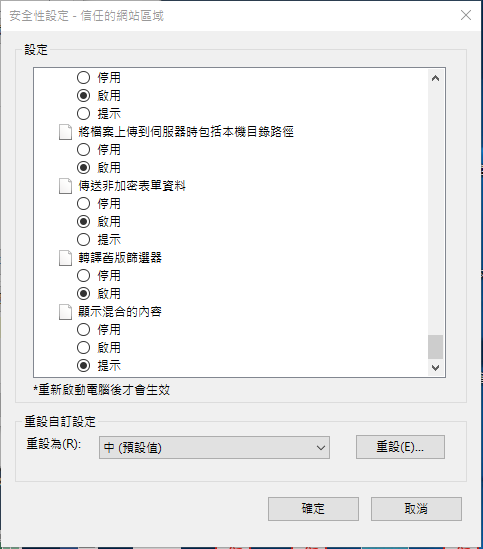 安全性設定 - 信任的網站區域
設定
停用
啟用
提示
將檔案上傳到伺服器時包括本機目錄路徑
停用
啟用
傳送非加密表單資料
停用
啟用
提示
轉譯舊版篩選器
停用
啟用
顯示混合的內容
停用
啟用
提示
*重新啟動電腦後才會生效
重設自訂設定
重設為(R):
中 (預設值)
重設(E)...
確定
取消